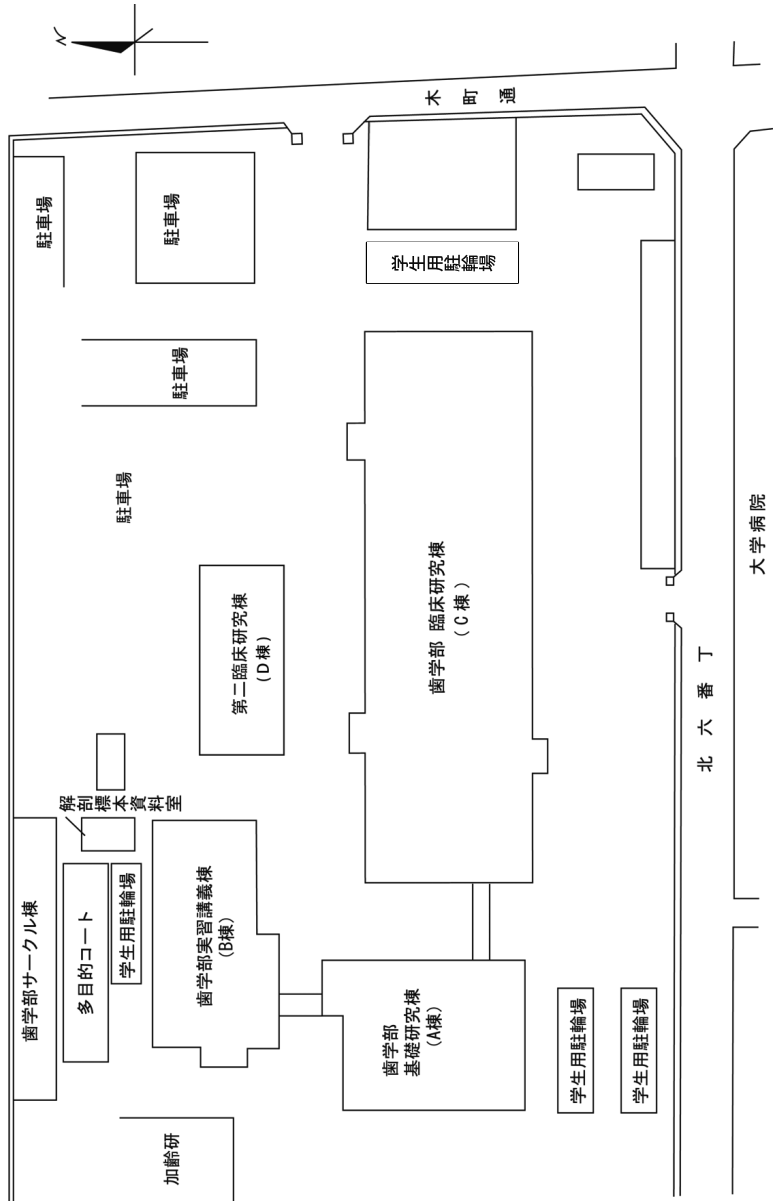 N
木町通
駐車場
駐車場
学生用駐輪場
駐車場
駐車場
大学病院
第二臨床研究棟
(D棟)
歯学部 臨床研究棟
(C棟)
北六番丁
解剖標本資料室
歯学部サークル棟
多目的コート
学生用駐輪場
歯学部実習講義棟
(B棟)
歯学部
基礎研究棟
(A棟)
学生用駐輪場
学生用駐輪場
加齢研